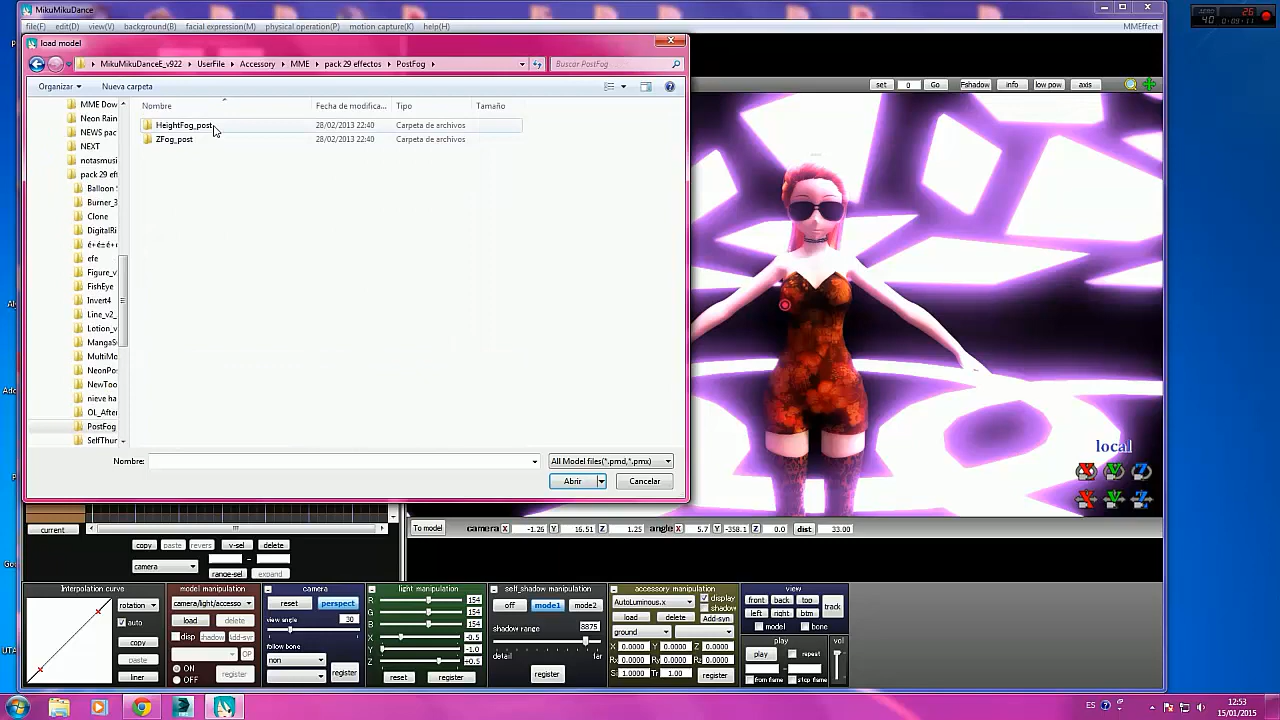 MikuMikuDance
file(F) edit(D) view(V) background(B) facial expression(M) physical operation(P) motion capture(K) help(H) MMEffect
load model
MikuMikuDanceE_v922 UserFile Accessory MME pack 29 effectos PostFog Buscar PostFog
Organizar Nueva carpeta
Nombre Fecha de modifica... Tipo Tamaño
HeightFog_post 28/02/2013 22:40 Carpeta de archivos
ZFog_post 28/02/2013 22:40 Carpeta de archivos
MME Dow
Neon Rain
NEWS pac
NEXT
notasmusi
pack 29 eff
Balloon
Burner_3
Clone
DigitalRi
efe
Figure_v
FishEye
Invert4
Line_v2_
Lotion_v
MangaS
MultiMo
NeonPo
NewToo
nieve ha
OL_After
PostFog
SelfThur
Nombre: All Model files(*.pmd,*.pmx)
Abrir Cancelar
set 0 Go Fshadow info low pow axis
local
X Y Z
X Y Z
current
To model camera X -1.26 Y 16.51 Z 1.25 angle X 5.7 Y -358.1 Z 0.0 dist 33.00
copy paste revers v-sel delete
camera -
range-sel expand
Interpolation curve
rotation
auto
copy
paste
liner
model manipulation
camera/light/accesso
load delete
disp shadow Add-syn
OP
ON
OFF
register
camera
reset perspect
view angle 30
follow bone
non
register
light manipulation
R 154
G 154
B 154
X -0.5
Y -1.0
Z +0.5
reset register
self_shadow manipulation
off mode1 mode2
shadow range 8875
detail far
register
accessory manipulation
AutoLuminous.x display
shadow
load delete Add-syn
ground
X 0.0000 Y 0.0000 Z 0.0000
Rx 0.0000 Ry 0.0000 Rz 0.0000
S 1.0000 Tr 1.00 register
view
front back top
left right btm
track
model bone
play
play repeat
-
from flame stop flame
vol
AERO
40
26
0:09:11
ES
12:53
15/01/2015